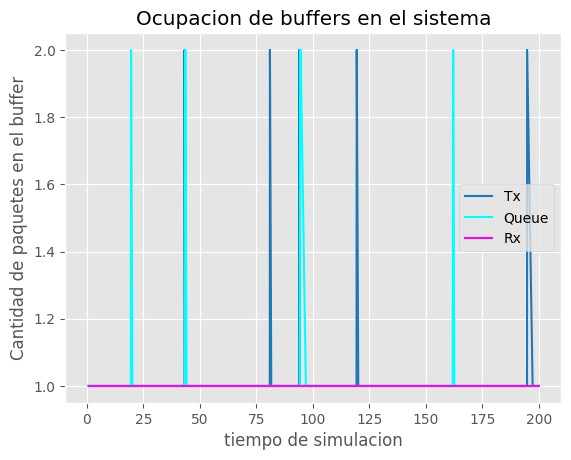 Ocupacion de buffers en el sistema
Cantidad de paquetes en el buffer
2.0
1.8
1.6
1.4
1.2
1.0
Tx
Queue
Rx
0 25 50 75 100 125 150 175 200
tiempo de simulacion